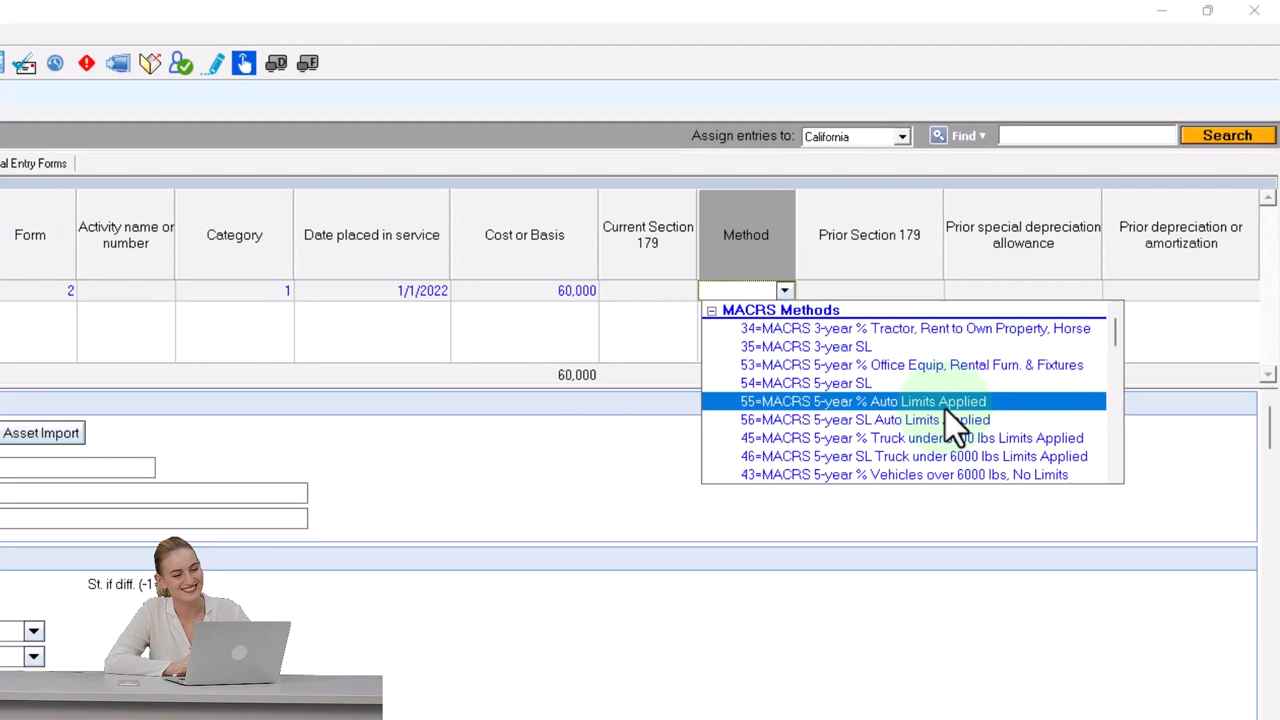 Assign entries to: California Find Search
al Entry Forms
Form
Activity name or number
Category
Date placed in service
Cost or Basis
Current Section 179
Method
Prior Section 179
Prior special depreciation allowance
Prior depreciation or amortization
2 1 1/1/2022 60,000
MACRS Methods
34=MACRS 3-year % Tractor, Rent to Own Property, Horse
35=MACRS 3-year SL
53=MACRS 5-year % Office Equip, Rental Furn. & Fixtures
54=MACRS 5-year SL
55=MACRS 5-year % Auto Limits Applied
56=MACRS 5-year SL Auto Limits Applied
45=MACRS 5-year % Truck under lbs Limits Applied
46=MACRS 5-year SL Truck under 6000 lbs Limits Applied
43=MACRS 5-year % Vehicles over 6000 lbs, No Limits
60,000
Asset Import
St. if diff. (-1